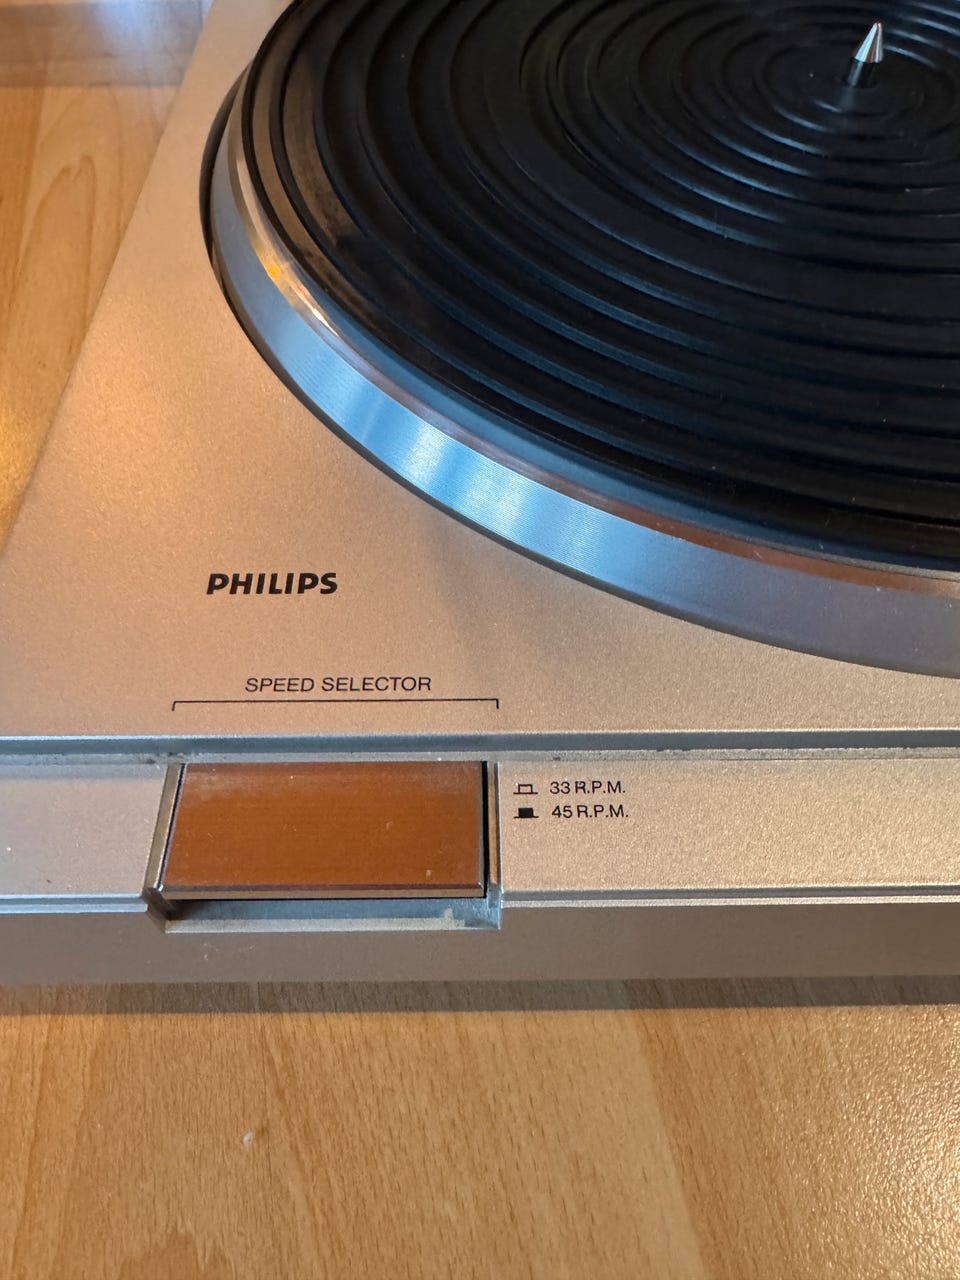 PHILIPS
SPEED SELECTOR
33 R.P.M.
45 R.P.M.